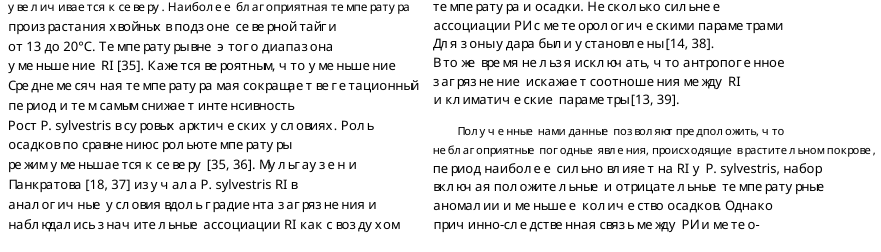 увеличивается к северу. Наиболее благоприятная температура
произрастания хвойных в подзоне северной тайги
от 13 до 20°C. Температуры вне этого диапазона
уменьшение RI [35]. Кажется вероятным, что уменьшение
Среднемесячная температура мая сокращает вегетационный
период и тем самым снижает интенсивность
Рост P. sylvestris в суровых арктических условиях. Роль
осадков по сравнению с ролью температуры
режим уменьшается к северу [35, 36]. Мульгаузен и
Панкратова [18, 37] изучала P. sylvestris RI в
аналогичные условия вдоль градиента загрязнения и
наблюдались значительные ассоциации RI как с воздухом
температура и осадки. Несколько сильнее
ассоциации РИ с метеорологическими параметрами
Для зоны удара были установлены [14, 38].
В то же время нельзя исключать, что антропогенное
загрязнение искажает соотношения между RI
и климатические параметры [13, 39].
Полученные нами данные позволяют предположить, что
неблагоприятные погодные явления, происходящие в растительном покрове,
период наиболее сильно влияет на RI у P. sylvestris, набор
включая положительные и отрицательные температурные
аномалии и меньшее количество осадков. Однако
причинно-следственная связь между РИ и метео-